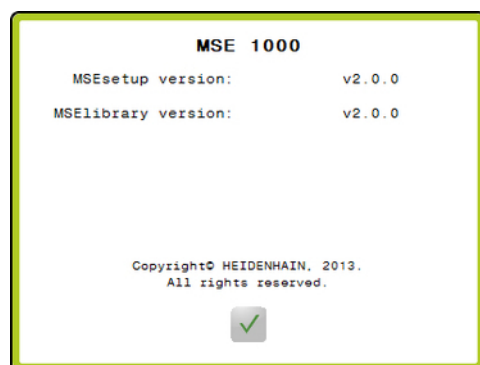 MSE 1000
MSEsetup version: v2.0.0
MSElibrary version: v2.0.0
Copyright© HEIDENHAIN, 2013.
All rights reserved.